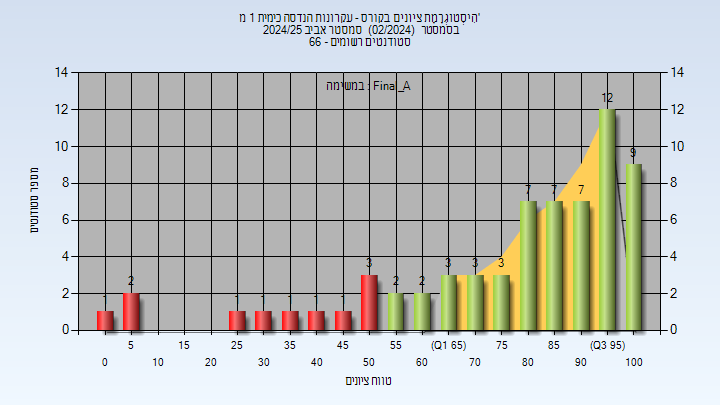 היסטוגרמת ציונים בקורס - עקרונות הנדסה כימית 1 מ'
בסמסטר (02/2024) סמסטר אביב 2024/25
סטודנטים רשומים - 66
במשימה : Final_A
מספר סטודנטים
14 14
12 12
10 10
8 8
6 6
4 4
2 2
0 0
1 2 1 1 1 1 1 3 2 2 3 3 3 7 7 7 12 9
5 15 25 35 45 55 (Q1 65) 75 85 (Q3 95)
0 10 20 30 40 50 60 70 80 90 100
טווח ציונים